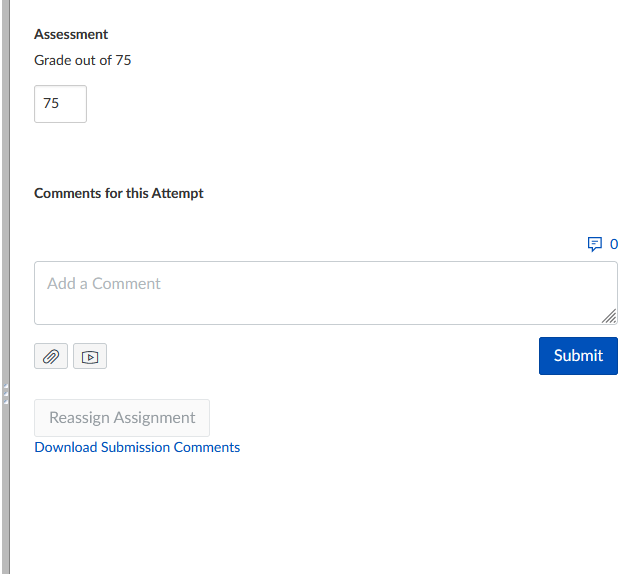 Assessment
Grade out of 75
75
Comments for this Attempt
0
Add a Comment
Submit
Reassign Assignment
Download Submission Comments